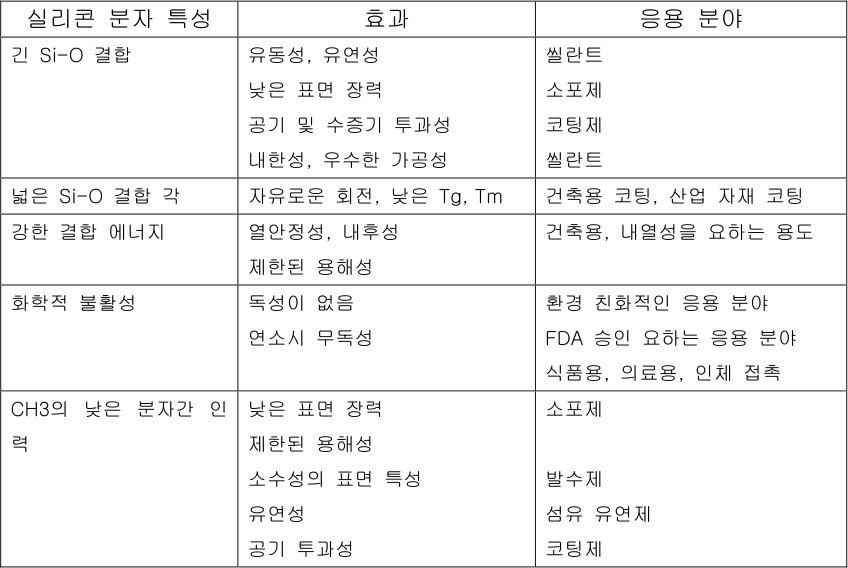 실리콘 분자 특성 효과 응용 분야
긴 Si-O 결합 유동성, 유연성 씰란트
낮은 표면 장력 소포제
공기 및 수증기 투과성 코팅제
내한성, 우수한 가공성 씰란트
넓은 Si-O 결합 각 자유로운 회전, 낮은 Tg, Tm 건축용 코팅, 산업 자재 코팅
강한 결합 에너지 열안정성, 내후성 건축용, 내열성을 요하는 용도
제한된 용해성
화학적 불활성 독성이 없음 환경 친화적인 응용 분야
연소시 무독성 FDA 승인 요하는 응용 분야
식품용, 의료용, 인체 접촉
CH3의 낮은 분자간 인 낮은 표면 장력 소포제
력 제한된 용해성
소수성의 표면 특성 발수제
유연성 섬유 유연제
공기 투과성 코팅제